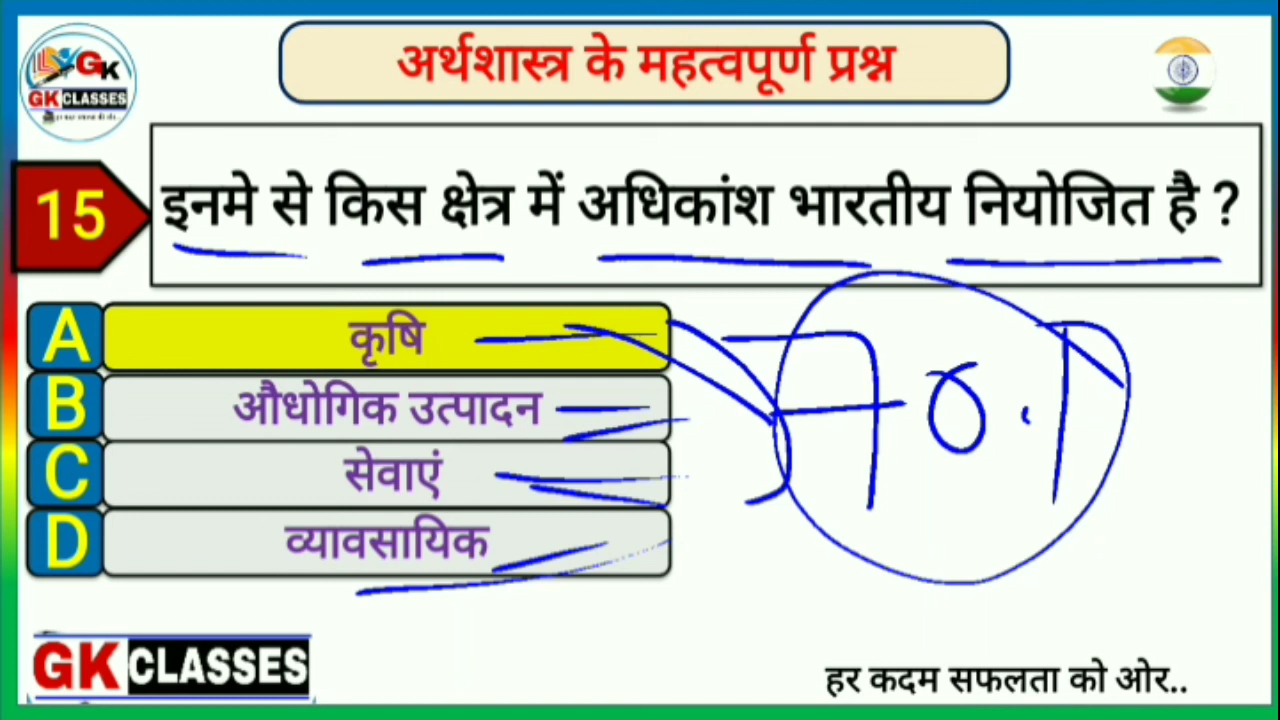 GK
GK CLASSES
अर्थशास्त्र के महत्वपूर्ण प्रश्न
15
इनमे से किस क्षेत्र में अधिकांश भारतीय नियोजित है ?
A कृषि
B औधोगिक उत्पादन
C सेवाएं
D व्यावसायिक
GK CLASSES
हर कदम सफलता को ओर..